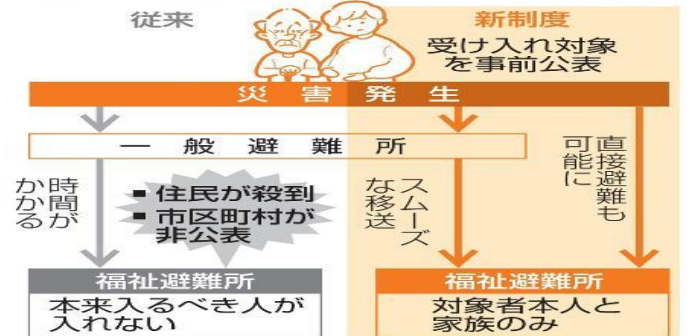 従来
新制度
受け入れ対象
を事前公表
災害発生
一般避難所
時間が
かかる
■住民が殺到
■市区町村が
非公表
スムーズ
な移送
直接避難も
可能に
福祉避難所
本来入るべき人が
入れない
福祉避難所
対象者本人と
家族のみ